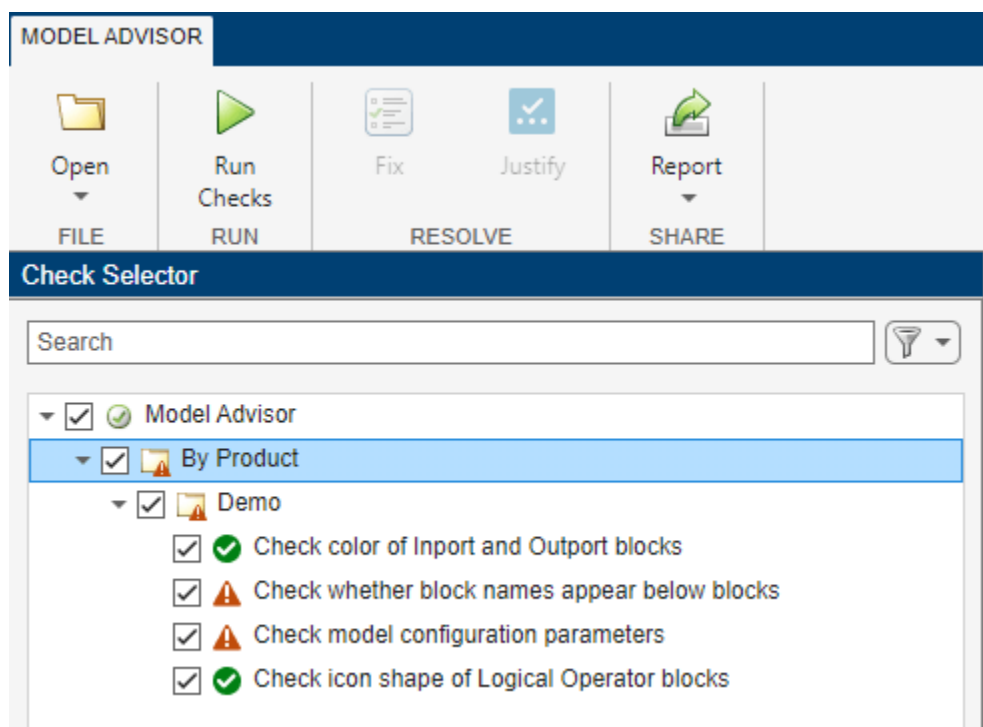 MODEL ADVISOR
Open
Run
Checks
Fix
Justify
Report
FILE
RUN
RESOLVE
SHARE
Check Selector
Search
Model Advisor
By Product
Demo
Check color of Inport and Outport blocks
Check whether block names appear below blocks
Check model configuration parameters
Check icon shape of Logical Operator blocks